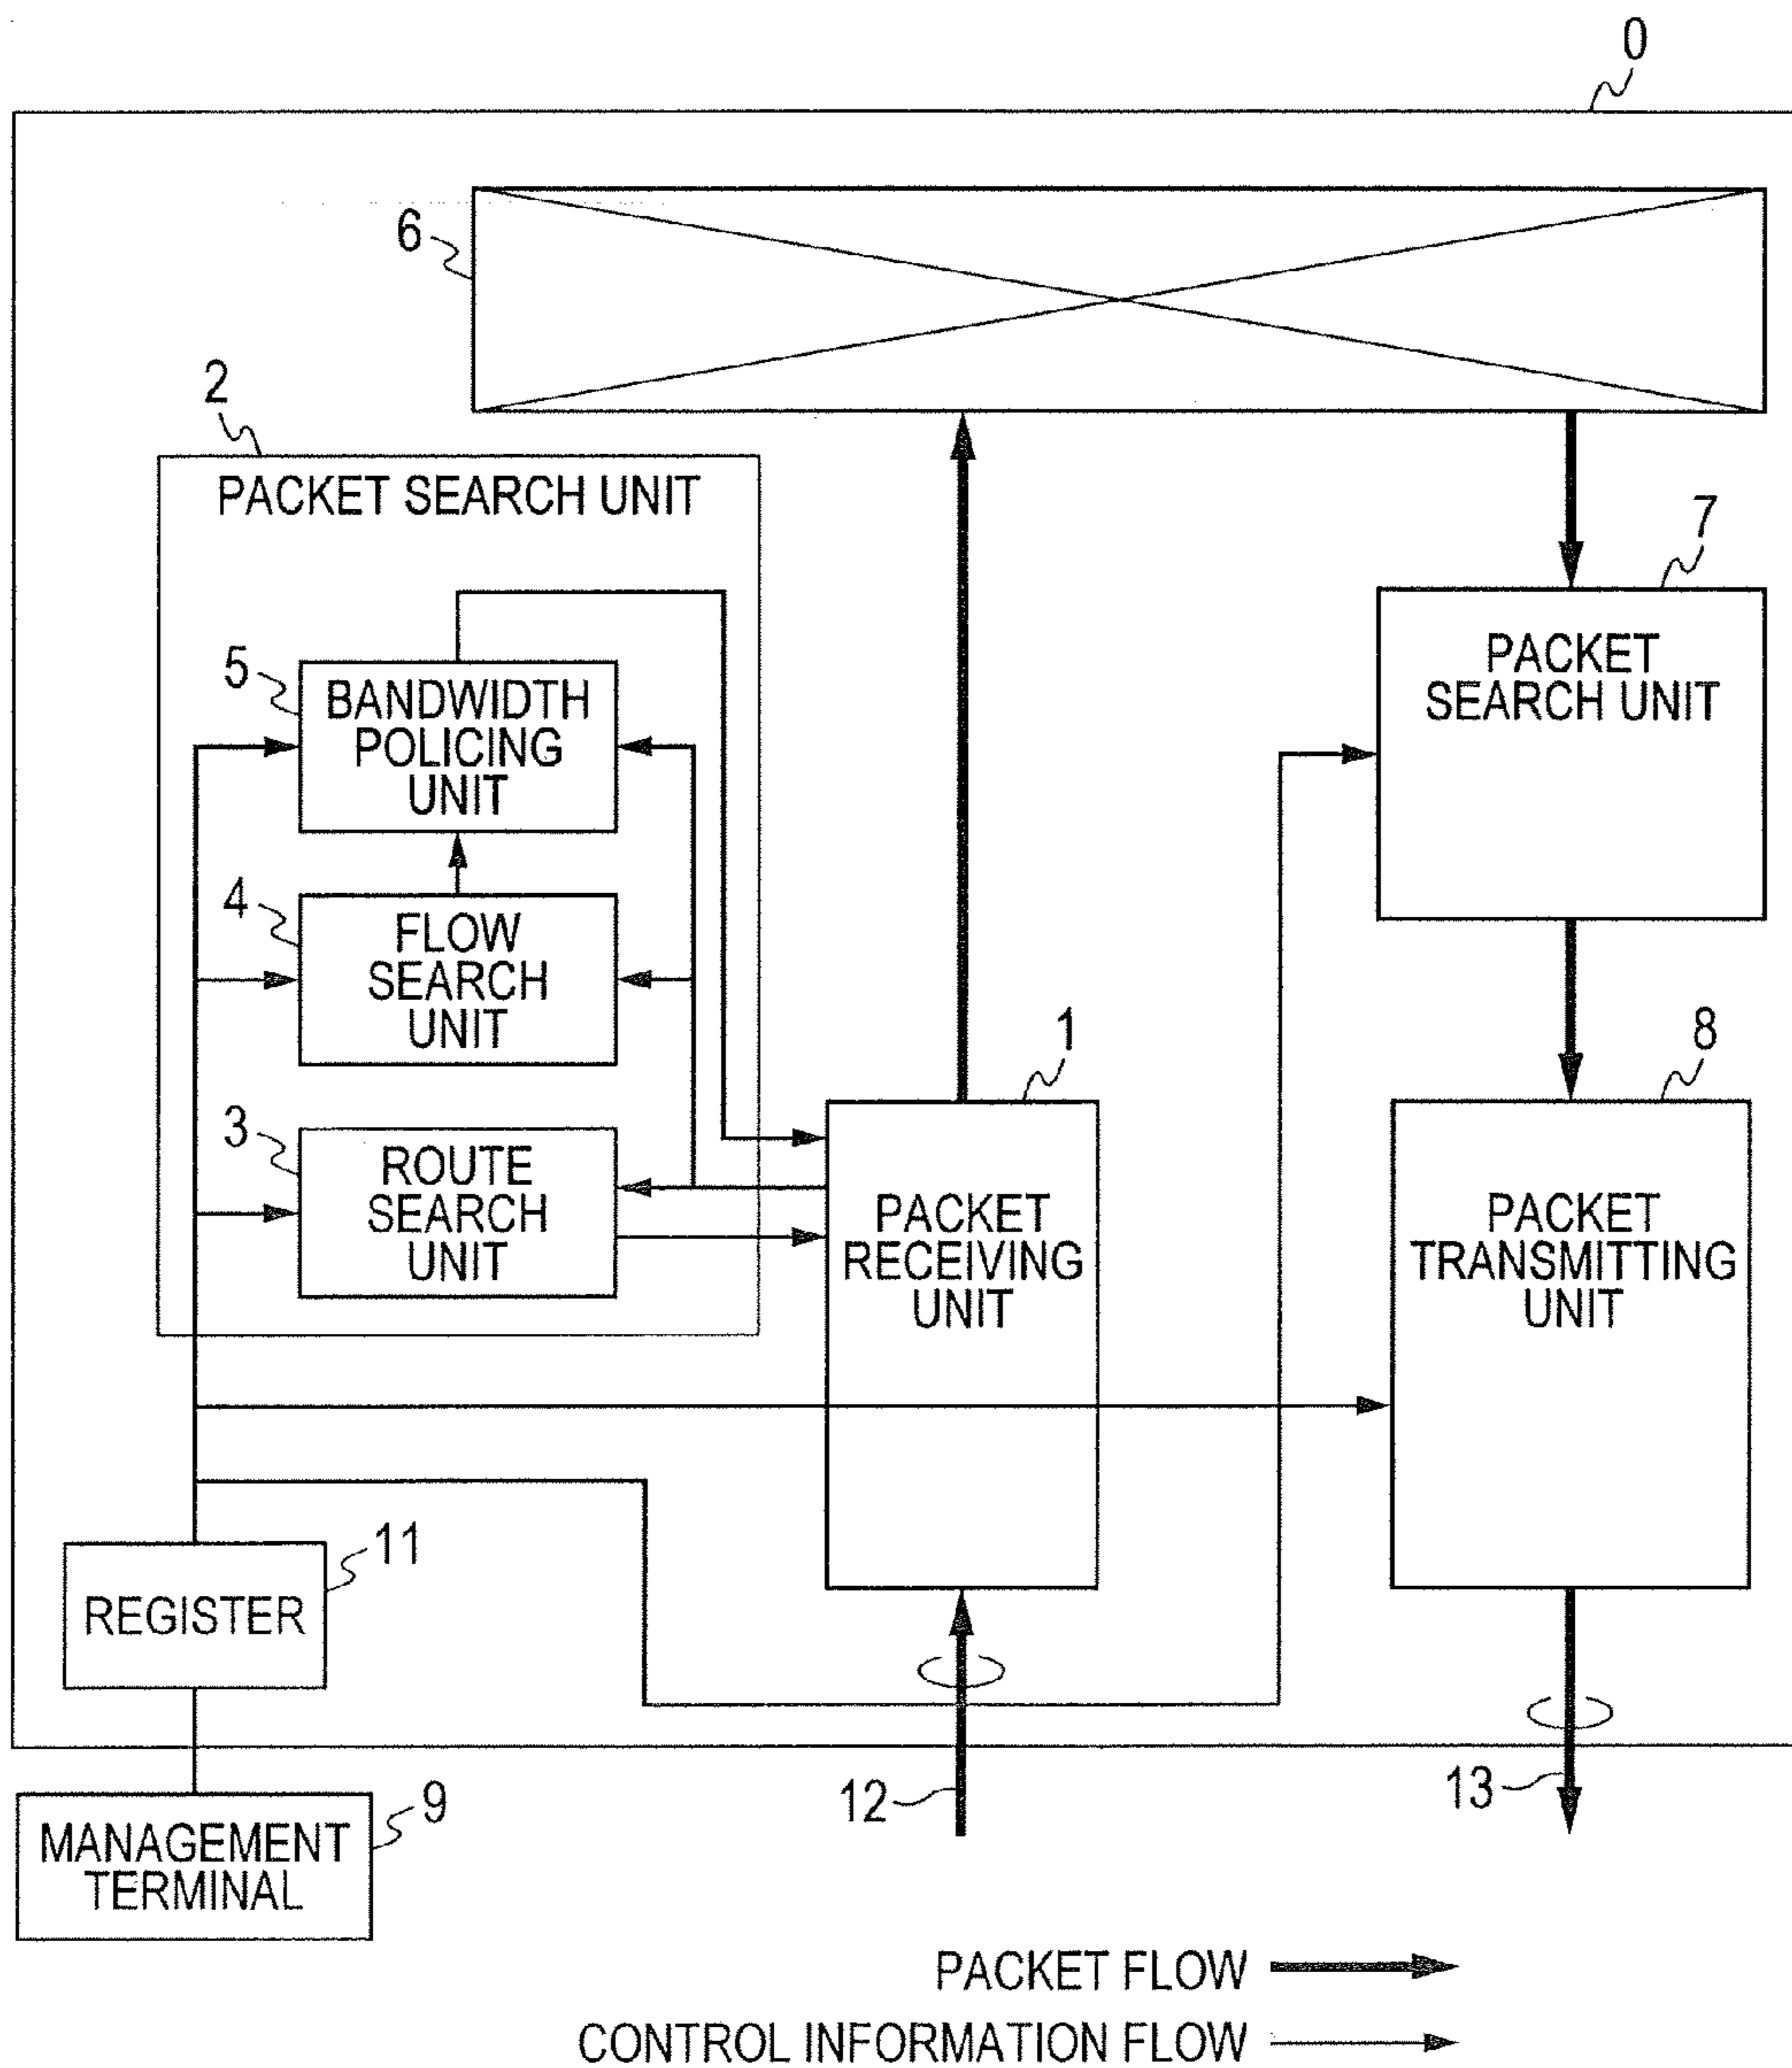 0
6
2
PACKET SEARCH UNIT
7
PACKET
SEARCH UNIT
5
BANDWIDTH
POLICING
UNIT
4
FLOW
SEARCH
UNIT
1
8
3
ROUTE
SEARCH
UNIT
PACKET
RECEIVING
UNIT
PACKET
TRANSMITTING
UNIT
11
REGISTER
12
13
9
MANAGEMENT
TERMINAL
PACKET FLOW
CONTROL INFORMATION FLOW